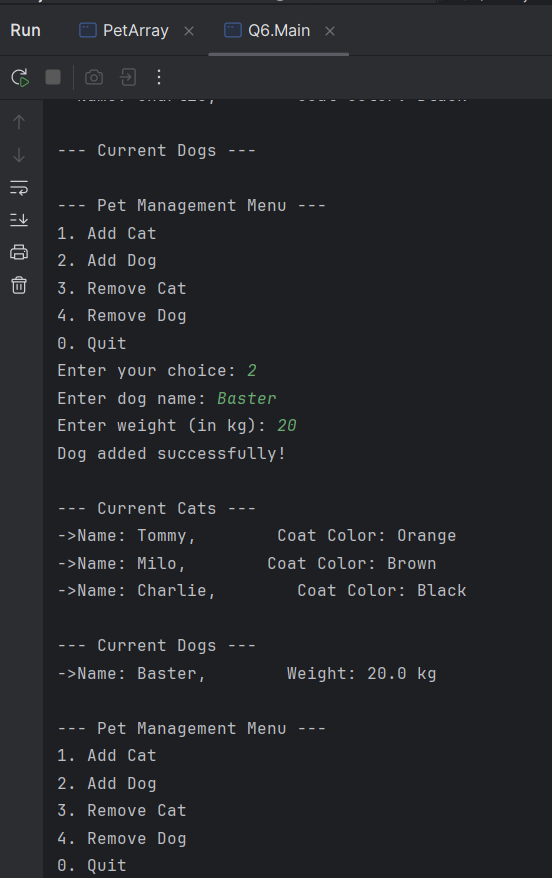 Run PetArray Q6.Main
--- Current Dogs ---
--- Pet Management Menu ---
1. Add Cat
2. Add Dog
3. Remove Cat
4. Remove Dog
0. Quit
Enter your choice: 2
Enter dog name: Baster
Enter weight (in kg): 20
Dog added successfully!
--- Current Cats ---
->Name: Tommy,        Coat Color: Orange
->Name: Milo,        Coat Color: Brown
->Name: Charlie,        Coat Color: Black
--- Current Dogs ---
->Name: Baster,        Weight: 20.0 kg
--- Pet Management Menu ---
1. Add Cat
2. Add Dog
3. Remove Cat
4. Remove Dog
0. Quit